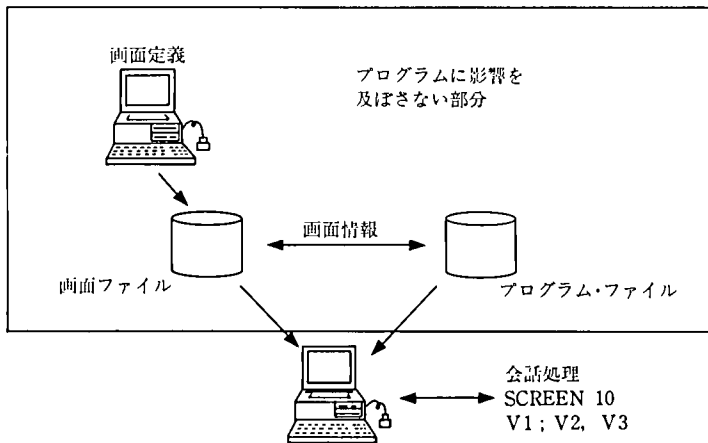 画面定義
プログラムに影響を
及ぼさない部分
画面情報
画面ファイル
プログラム・ファイル
会話処理
SCREEN 10
V1 ; V2, V3